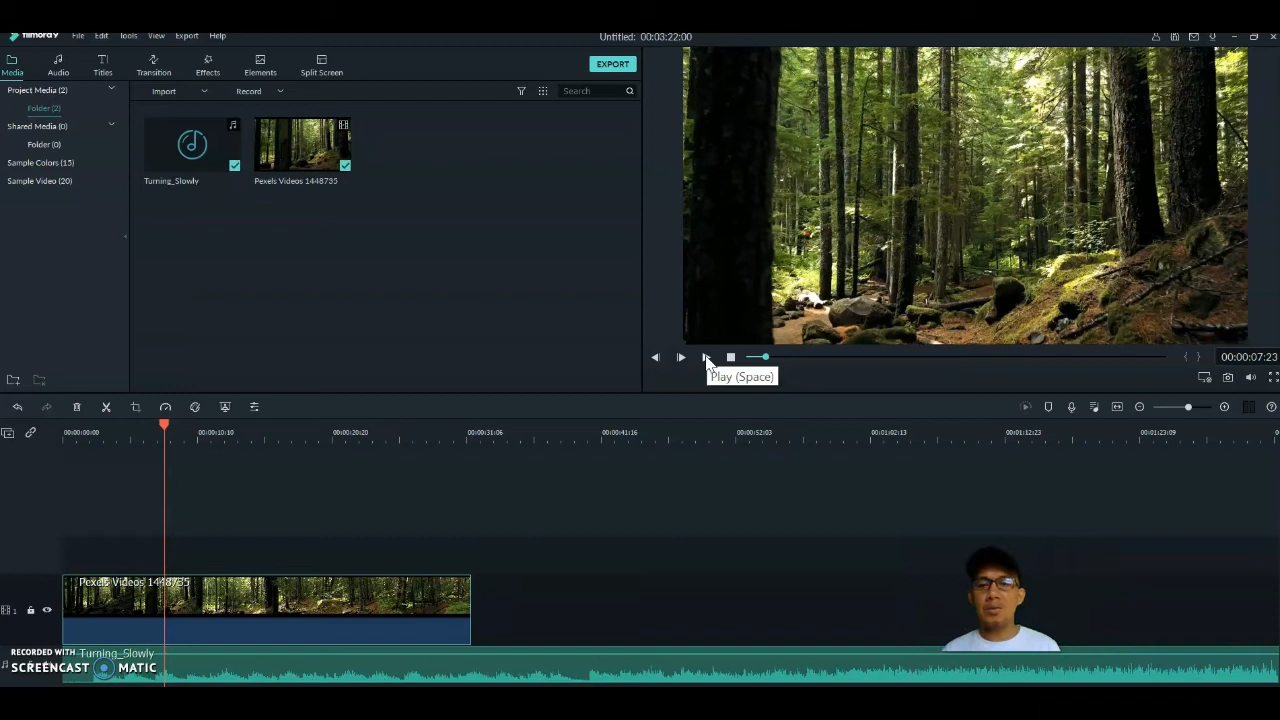 filmora9 File Edit Tools View Export Help Untitled: 00:03:22:00
Media Audio Titles Transition Effects Elements Split Screen EXPORT
Project Media (2) Import Record Search
Folder (2)
Shared Media (0)
Folder (0)
Sample Colors (15)
Sample Video (20)
Turning_Slowly Pexels Videos 1448735
00:00:07:23
Play (Space)
00:00:00:00 00:00:10:10 00:00:20:20 00:00:31:06 00:00:41:16 00:00:52:03 00:01:02:13 00:01:12:23 00:01:23:09
Pexels Videos 1448735
1
Turning_Slowly
RECORDED WITH
SCREENCAST MATIC